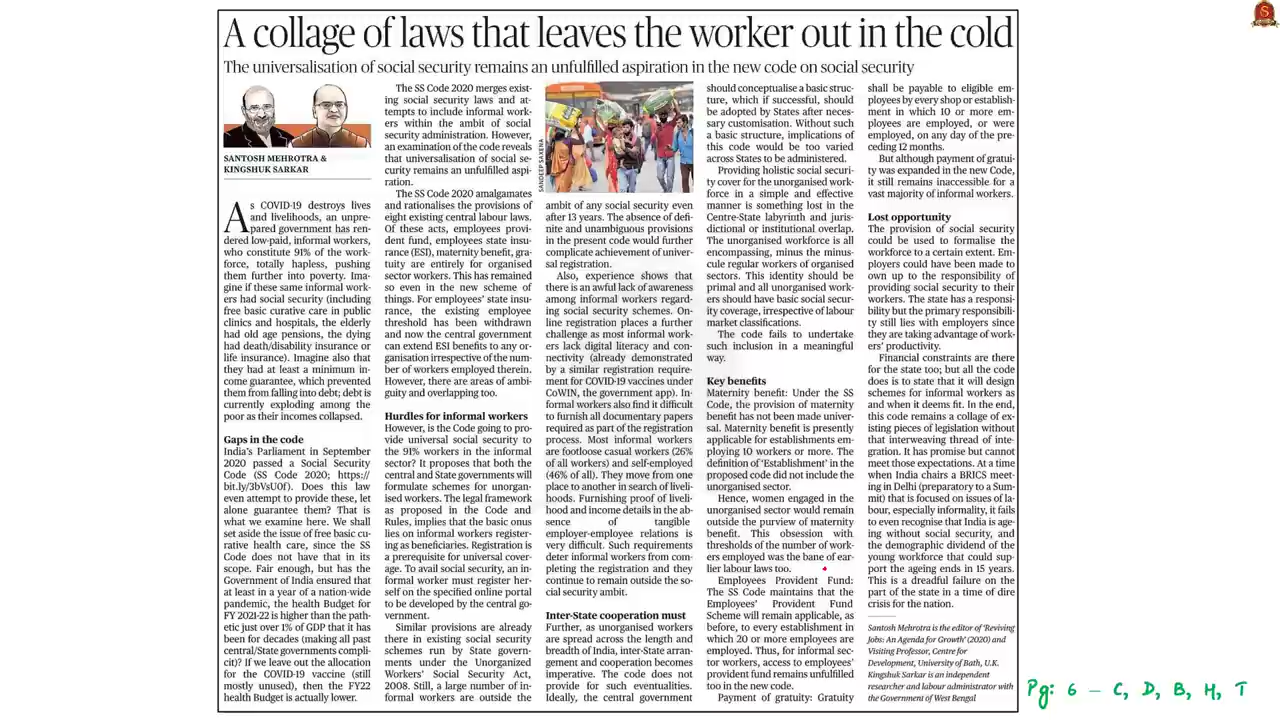 A collage of laws that leaves the worker out in the cold
The universalisation of social security remains an unfulfilled aspiration in the new code on social security
SANTOSH MEHROTRA &
KINGSHUK SARKAR
As COVID-19 destroys lives
and livelihoods, an unpre-
pared government has ren-
dered low-paid, informal workers,
who constitute 91% of the work-
force, totally hapless, pushing
them further into poverty. Ima-
gine if these same informal work-
ers had social security (including
free basic curative care in public
clinics and hospitals, the elderly
had old age pensions, the dying
had death/disability insurance or
life insurance). Imagine also that
they had at least a minimum in-
come guarantee, which prevented
them from falling into debt; debt is
currently exploding among the
poor as their incomes collapsed.
Gaps in the code
India's Parliament in September
2020 passed a Social Security
Code (SS Code 2020; https://
bit.ly/3bVsUOf). Does this law
even attempt to provide these, let
alone guarantee them? That is
what we examine here. We shall
set aside the issue of free basic cu-
rative health care, since the SS
Code does not have that in its
scope. Fair enough, but has the
Government of India ensured that
at least in a year of a nation-wide
pandemic, the health Budget for
FY 2021-22 is higher than the path-
etic just over 1% of GDP that it has
been for decades (making all past
central/State governments compli-
cit)? If we leave out the allocation
for the COVID-19 vaccine (still
mostly unused), then the FY22
health Budget is actually lower.
The SS Code 2020 merges exist-
ing social security laws and at-
tempts to include informal work-
ers within the ambit of social
security administration. However,
an examination of the code reveals
that universalisation of social se-
curity remains an unfulfilled aspi-
ration.
The SS Code 2020 amalgamates
and rationalises the provisions of
eight existing central labour laws.
Of these acts, employees provi-
dent fund, employees state insu-
rance (ESI), maternity benefit, gra-
tuity are entirely for organised
sector workers. This has remained
so even in the new scheme of
things. For employees' state insu-
rance, the existing employee
threshold has been withdrawn
and now the central government
can extend ESI benefits to any or-
ganisation irrespective of the num-
ber of workers employed therein.
However, there are areas of ambi-
guity and overlapping too.
Hurdles for informal workers
However, is the Code going to pro-
vide universal social security to
the 91% workers in the informal
sector? It proposes that both the
central and State governments will
formulate schemes for unorgan-
ised workers. The legal framework
as proposed in the Code and
Rules, implies that the basic onus
lies on informal workers register-
ing as beneficiaries. Registration is
a prerequisite for universal cover-
age. To avail social security, an in-
formal worker must register her-
self on the specified online portal
to be developed by the central go-
vernment.
Similar provisions are already
there in existing social security
schemes run by State govern-
ments under the Unorganized
Workers' Social Security Act,
2008. Still, a large number of in-
formal workers are outside the
SANDEEP SAXENA
ambit of any social security even
after 13 years. The absence of defi-
nite and unambiguous provisions
in the present code would further
complicate achievement of univer-
sal registration.
Also, experience shows that
there is an awful lack of awareness
among informal workers regard-
ing social security schemes. On-
line registration places a further
challenge as most informal work-
ers lack digital literacy and con-
nectivity (already demonstrated
by a similar registration require-
ment for COVID-19 vaccines under
CoWIN, the government app). In-
formal workers also find it difficult
to furnish all documentary papers
required as part of the registration
process. Most informal workers
are footloose casual workers (26%
of all workers) and self-employed
(46% of all). They move from one
place to another in search of liveli-
hoods. Furnishing proof of liveli-
hood and income details in the ab-
sence of tangible
employer-employee relations is
very difficult. Such requirements
deter informal workers from com-
pleting the registration and they
continue to remain outside the so-
cial security ambit.
Inter-State cooperation must
Further, as unorganised workers
are spread across the length and
breadth of India, inter-State arran-
gement and cooperation becomes
imperative. The code does not
provide for such eventualities.
Ideally, the central government
should conceptualise a basic struc-
ture, which if successful, should
be adopted by States after neces-
sary customisation. Without such
a basic structure, implications of
this code would be too varied
across States to be administered.
Providing holistic social securi-
ty cover for the unorganised work-
force in a simple and effective
manner is something lost in the
Centre-State labyrinth and juris-
dictional or institutional overlap.
The unorganised workforce is all
encompassing, minus the minus-
cule regular workers of organised
sectors. This identity should be
primal and all unorganised work-
ers should have basic social secur-
ity coverage, irrespective of labour
market classifications.
The code fails to undertake
such inclusion in a meaningful
way.
Key benefits
Maternity benefit: Under the SS
Code, the provision of maternity
benefit has not been made univer-
sal. Maternity benefit is presently
applicable for establishments em-
ploying 10 workers or more. The
definition of 'Establishment' in the
proposed code did not include the
unorganised sector.
Hence, women engaged in the
unorganised sector would remain
outside the purview of maternity
benefit. This obsession with
thresholds of the number of work-
ers employed was the bane of ear-
lier labour laws too.
Employees Provident Fund:
The SS Code maintains that the
Employees' Provident Fund
Scheme will remain applicable, as
before, to every establishment in
which 20 or more employees are
employed. Thus, for informal sec-
tor workers, access to employees'
provident fund remains unfulfilled
too in the new code.
Payment of gratuity: Gratuity
shall be payable to eligible em-
ployees by every shop or establish-
ment in which 10 or more em-
ployees are employed, or were
employed, on any day of the pre-
ceding 12 months.
But although payment of gratui-
ty was expanded in the new Code,
it still remains inaccessible for a
vast majority of informal workers.
Lost opportunity
The provision of social security
could be used to formalise the
workforce to a certain extent. Em-
ployers could have been made to
own up to the responsibility of
providing social security to their
workers. The state has a responsi-
bility but the primary responsibili-
ty still lies with employers since
they are taking advantage of work-
ers' productivity.
Financial constraints are there
for the state too; but all the code
does is to state that it will design
schemes for informal workers as
and when it deems fit. In the end,
this code remains a collage of ex-
isting pieces of legislation without
that interweaving thread of inte-
gration. It has promise but cannot
meet those expectations. At a time
when India chairs a BRICS meet-
ing in Delhi (preparatory to a Sum-
mit) that is focused on issues of la-
bour, especially informality, it fails
to even recognise that India is age-
ing without social security, and
the demographic dividend of the
young workforce that could sup-
port the ageing ends in 15 years.
This is a dreadful failure on the
part of the state in a time of dire
crisis for the nation.
Santosh Mehrotra is the editor of 'Reviving
Jobs: An Agenda for Growth' (2020) and
Visiting Professor, Centre for
Development, University of Bath, U.K.
Kingshuk Sarkar is an independent
researcher and labour administrator with
the Government of West Bengal
Pg: 6 – C, D, B, H, T